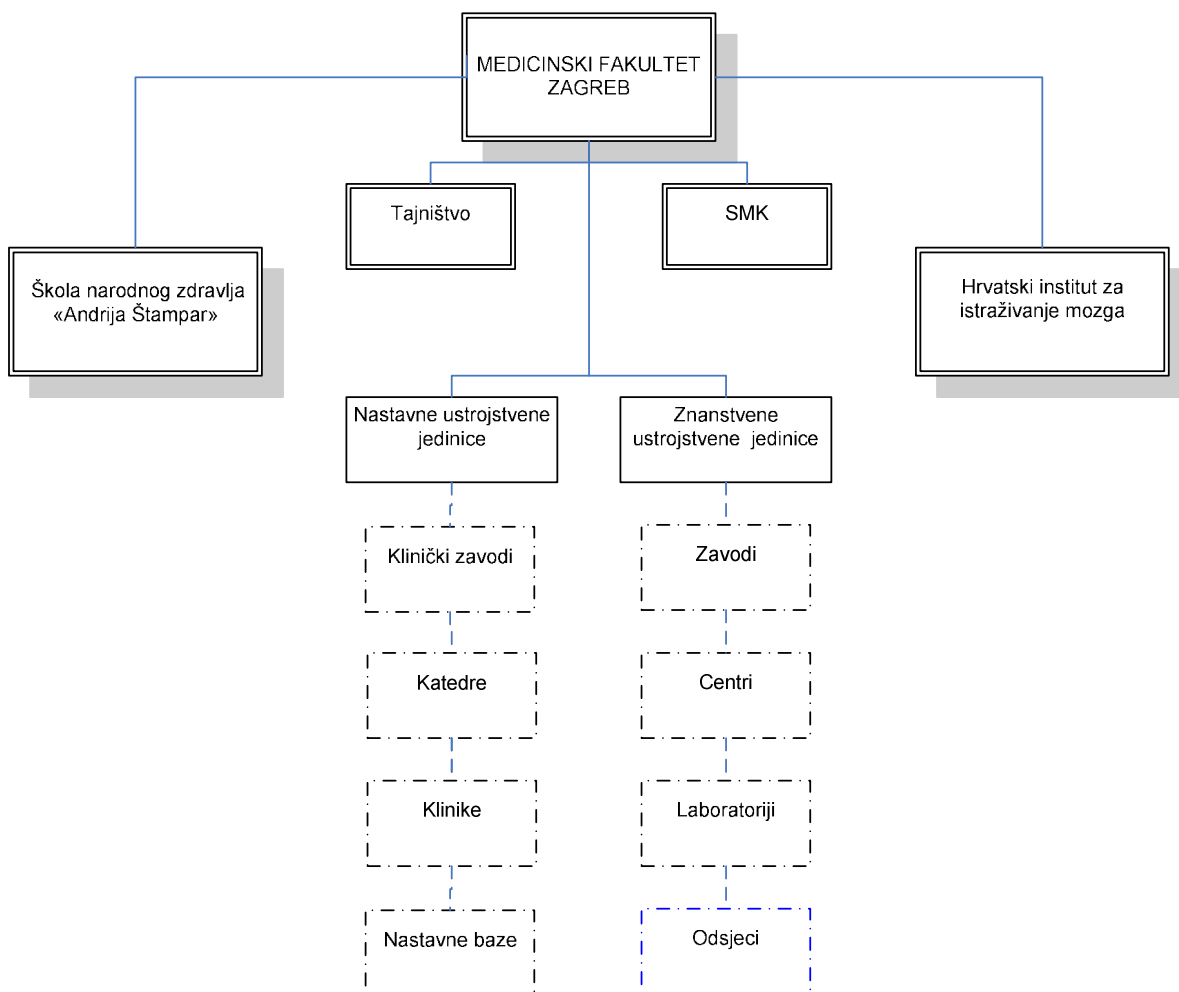 MEDICINSKI FAKULTET
ZAGREB
Tajništvo
SMK
Škola narodnog zdravlja
«Andrija Štampar»
Hrvatski institut za
istraživanje mozga
Nastavne ustrojstvene
jedinice
Znanstvene
ustrojstvene  jedinice
Klinički zavodi
Zavodi
Katedre
Centri
Klinike
Laboratoriji
Nastavne baze
Odsjeci